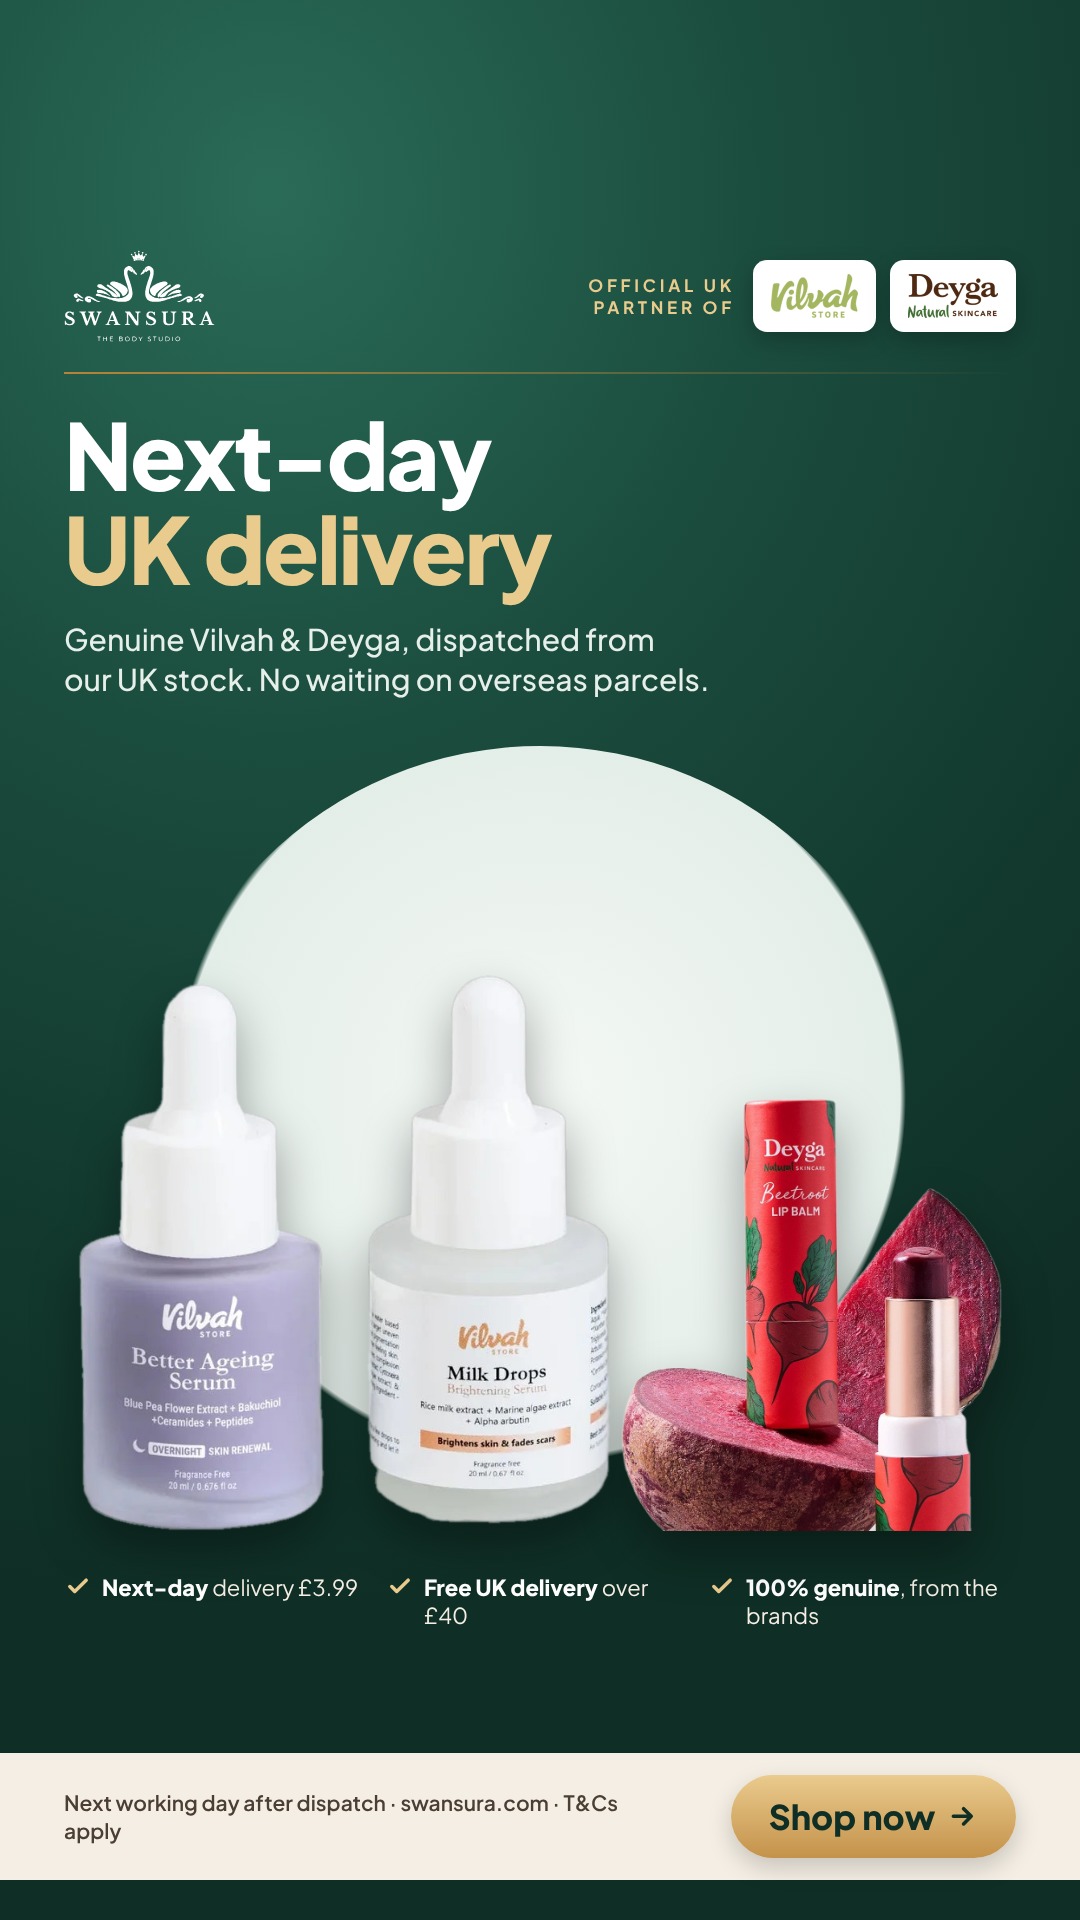 SWANSURA
THE BODY STUDIO
OFFICIAL UK
PARTNER OF
Vilvah
STORE
Deyga
Natural SKINCARE
Next-day
UK delivery
Genuine Vilvah & Deyga, dispatched from
our UK stock. No waiting on overseas parcels.
Vilvah
STORE
Better Ageing
Serum
Blue Pea Flower Extract + Bakuchiol
+Ceramides + Peptides
OVERNIGHT SKIN RENEWAL
Fragrance Free
20 ml / 0.676 fl oz
Vilvah
STORE
Milk Drops
Brightening Serum
Rice milk extract + Marine algae extract
+ Alpha arbutin
Brightens skin & fades scars
Fragrance free
20 ml / 0.67 fl oz
Deyga
Natural SKINCARE
Beetroot
LIP BALM
Next-day delivery £3.99
Free UK delivery over
£40
100% genuine, from the
brands
Next working day after dispatch · swansura.com · T&Cs
apply
Shop now →